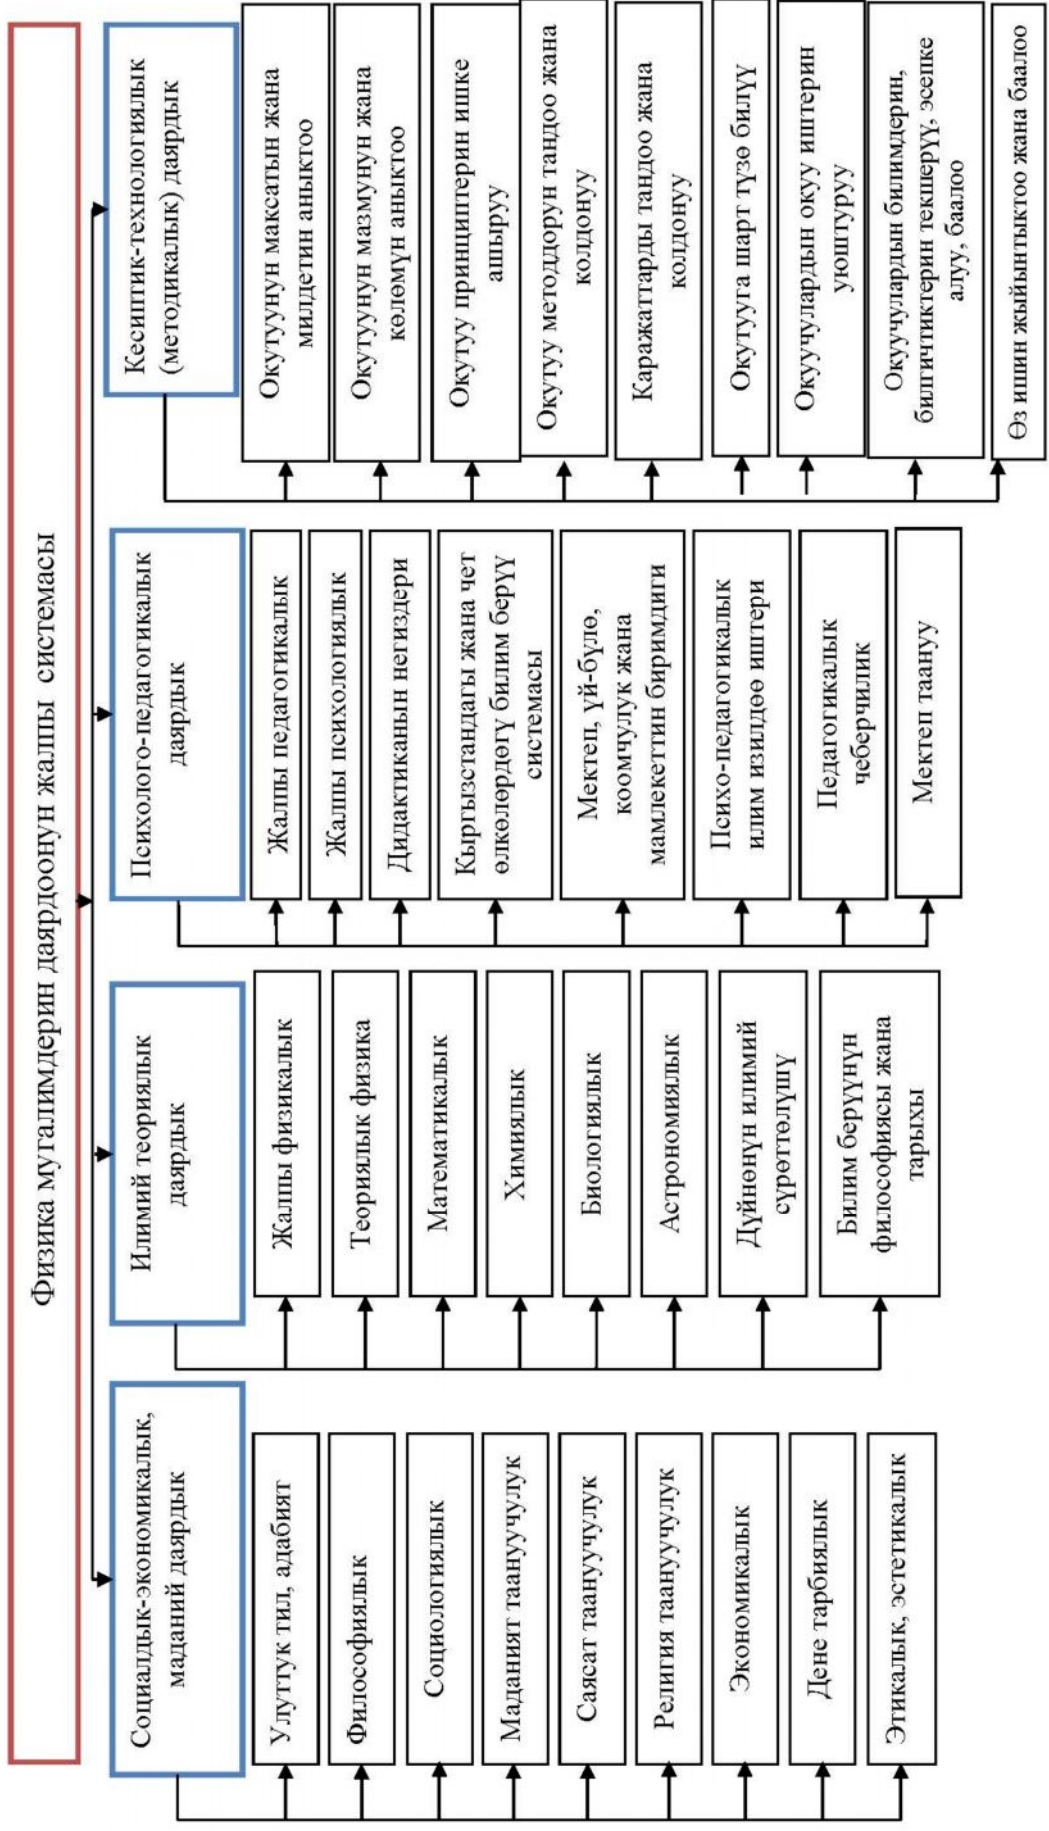 Физика мугалимдерин даярдоонун жалпы системасы
Социалдык-экономикалык,
маданий даярдык
Улуттук тил, адабият
Философиялык
Социологиялык
Маданият таануучулук
Саясат таануучулук
Религия таануучулук
Экономикалык
Дене тарбиялык
Этикалык, эстетикалык
Илимий теориялык
даярдык
Жалпы физикалык
Теориялык физика
Математикалык
Химиялык
Биологиялык
Астрономиялык
Дүйнөнүн илимий
сүрөттөлүшү
Билим берүүнүн
философиясы жана
тарыхы
Психолого-педагогикалык
даярдык
Жалпы педагогикалык
Жалпы психологиялык
Дидактиканын негиздери
Кыргызстандагы жана чет
өлкөлөрдөгү билим берүү
системасы
Мектеп, үй-бүлө,
коомчулук жана
мамлекеттин биримдиги
Психо-педагогикалык
илим изилдөө иштери
Педагогикалык
чеберчилик
Мектеп таануу
Кесиптик-технологиялык
(методикалык) даярдык
Окутуунун максатын жана
милдетин аныктоо
Окутуунун мазмунун жана
көлөмүн аныктоо
Окутуу принциптерин ишке
ашыруу
Окутуу методдорун тандоо жана
колдонуу
Каражаттарды тандоо жана
колдонуу
Окутууга шарт түзө билүү
Окуучулардын окуу иштерин
уюштуруу
Окуучулардын билимдерин,
билгичтиктерин текшерүү, эсепке
алуу, баалоо
Өз ишин жыйынтыктоо жана баалоо